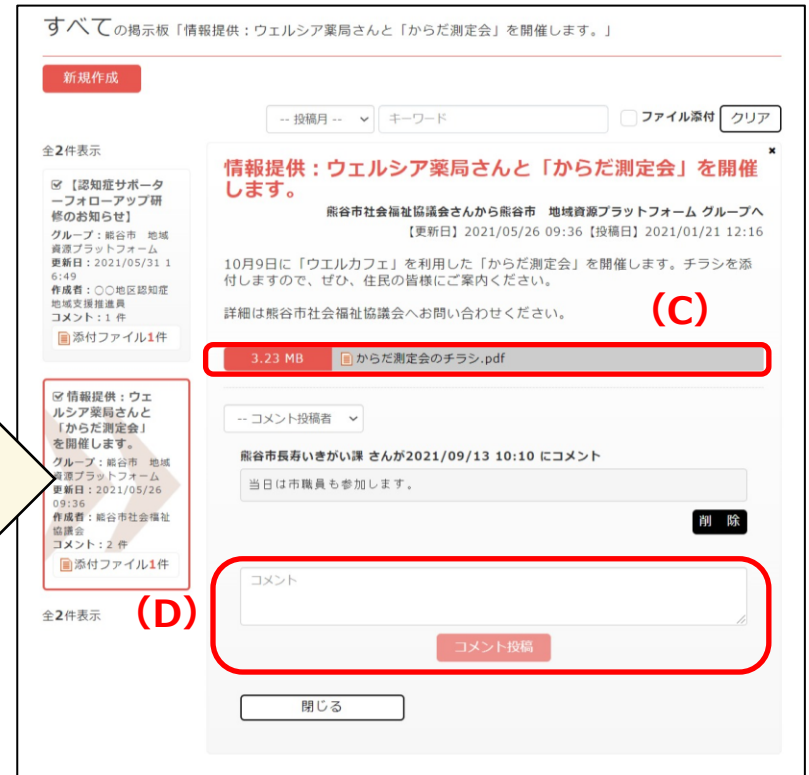 すべての掲示板「情報提供：ウェルシア薬局さんと「からだ測定会」を開催します。」
新規作成
-- 投稿月 --
キーワード
ファイル添付
クリア
全2件表示
【認知症サポータ
ーフォローアップ研
修のお知らせ】
グループ：熊谷市　地域
資源プラットフォーム
更新日：2021/05/31 1
6:49
作成者：○○地区認知症
地域支援推進員
コメント：1 件
添付ファイル1件
情報提供：ウェ
ルシア薬局さんと
「からだ測定会」
を開催します。
グループ：熊谷市　地域
資源プラットフォーム
更新日：2021/05/26
09:36
作成者：熊谷市社会福祉
協議会
コメント：2 件
添付ファイル1件
全2件表示
×
情報提供：ウェルシア薬局さんと「からだ測定会」を開催
します。
熊谷市社会福祉協議会さんから熊谷市　地域資源プラットフォーム グループへ
【更新日】2021/05/26 09:36【投稿日】2021/01/21 12:16
10月9日に「ウエルカフェ」を利用した「からだ測定会」を開催します。チラシを添
付しますので、ぜひ、住民の皆様にご案内ください。
詳細は熊谷市社会福祉協議会へお問い合わせください。
（C）
3.23 MB からだ測定会のチラシ.pdf
-- コメント投稿者
熊谷市長寿いきがい課 さんが2021/09/13 10:10 にコメント
当日は市職員も参加します。
削　除
（D）
コメント
コメント投稿
閉じる